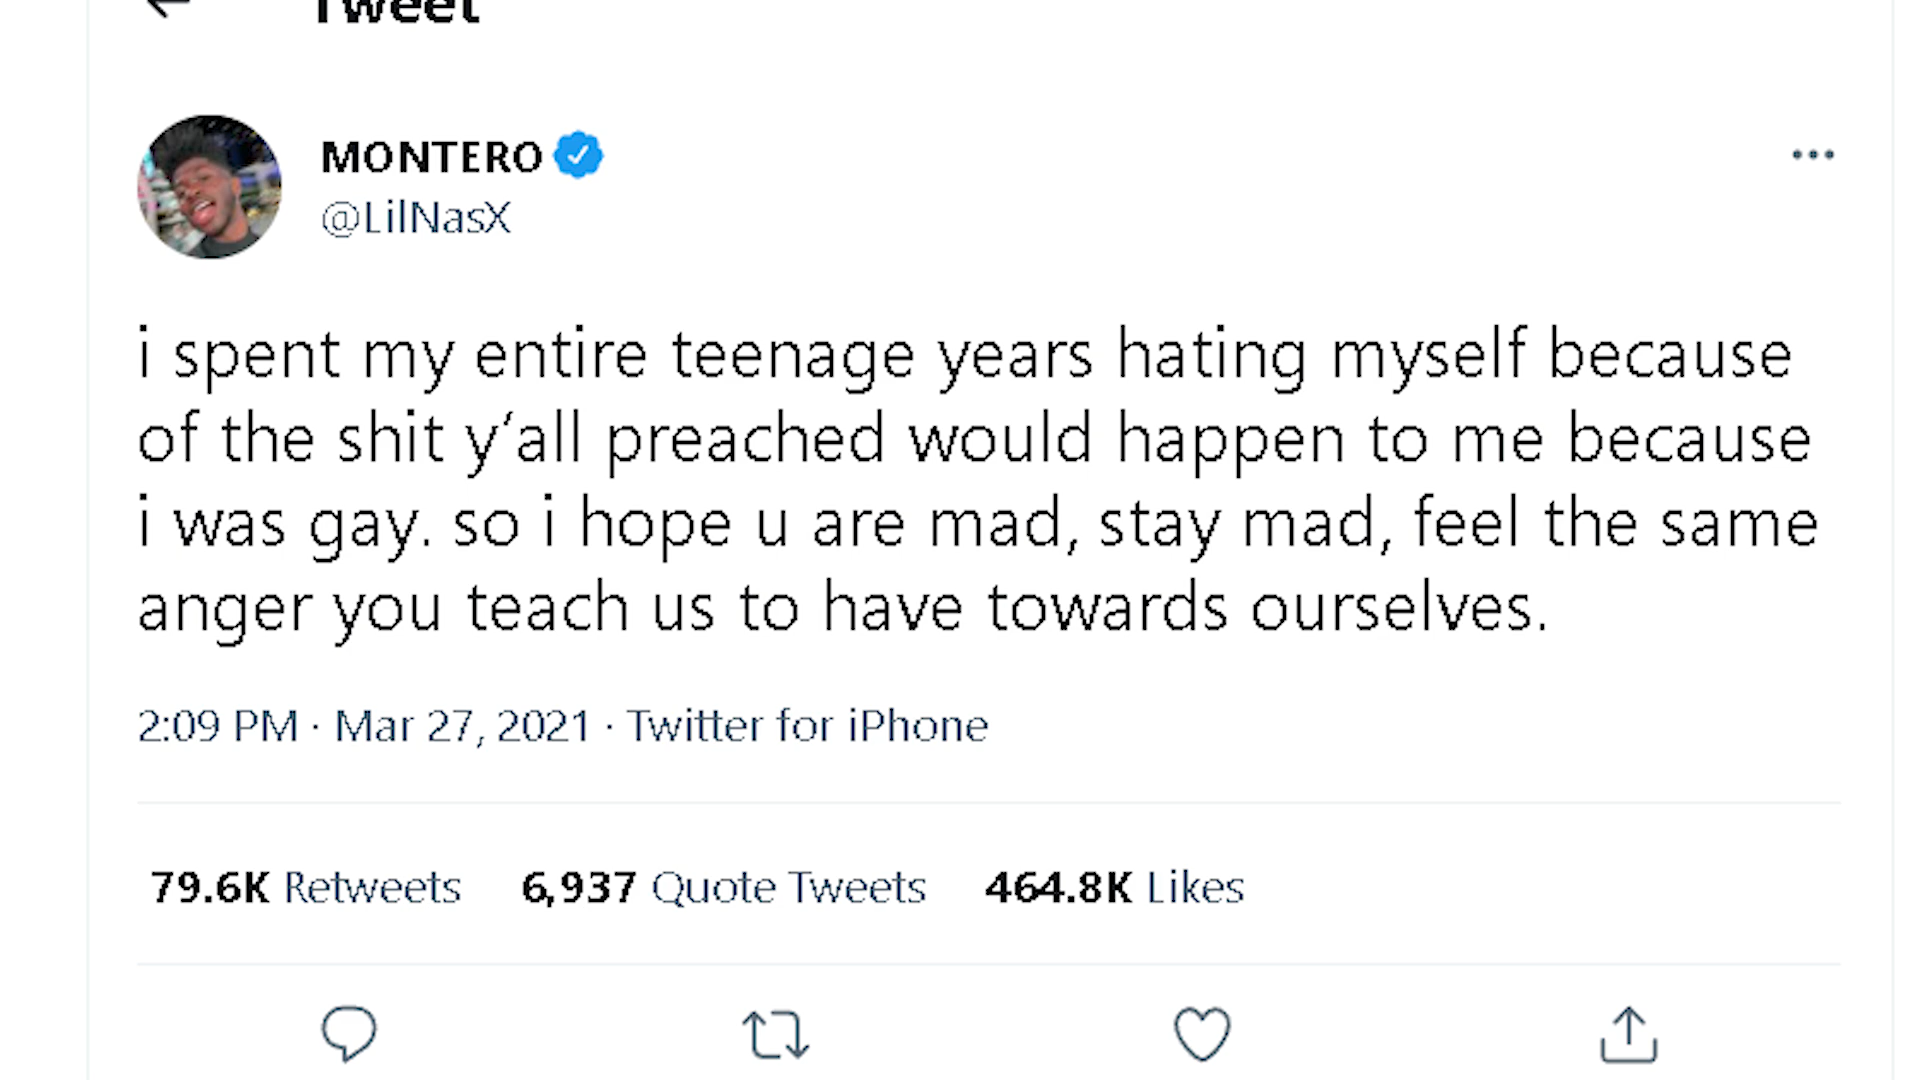 Tweet
MONTERO
@LilNasX
i spent my entire teenage years hating myself because
of the shit y’all preached would happen to me because
i was gay. so i hope u are mad, stay mad, feel the same
anger you teach us to have towards ourselves.
2:09 PM · Mar 27, 2021 · Twitter for iPhone
79.6K Retweets 6,937 Quote Tweets 464.8K Likes